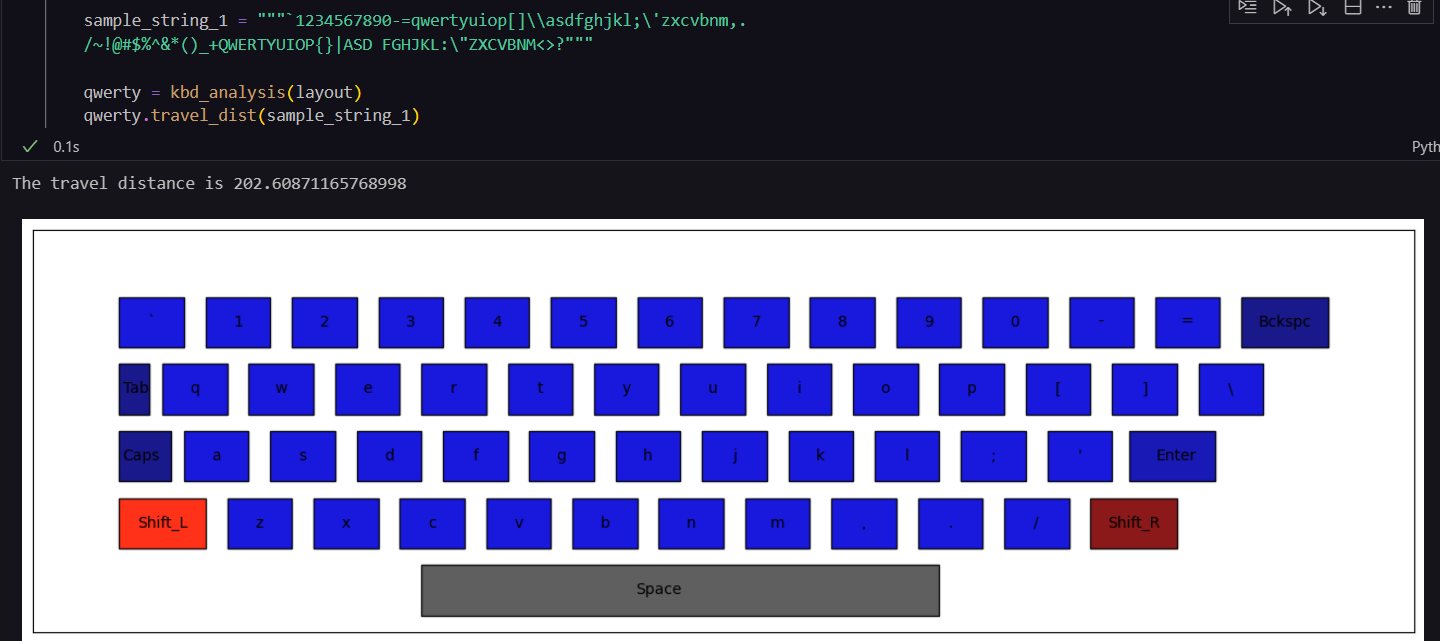 sample_string_1 = """`1234567890-=qwertyuiop[]\\asdfghjkl;\'zxcvbnm,.
/~!@#$%^&*()_+QWERTYUIOP{}|ASD FGHJKL:\"ZXCVBNM<>?"""
qwerty = kbd_analysis(layout)
qwerty.travel_dist(sample_string_1)
0.1s
Pyth
The travel distance is 202.60871165768998
` 1 2 3 4 5 6 7 8 9 0 - = Bckspc
Tab q w e r t y u i o p [ ] \
Caps a s d f g h j k l ; ' Enter
Shift_L z x c v b n m , . / Shift_R
Space